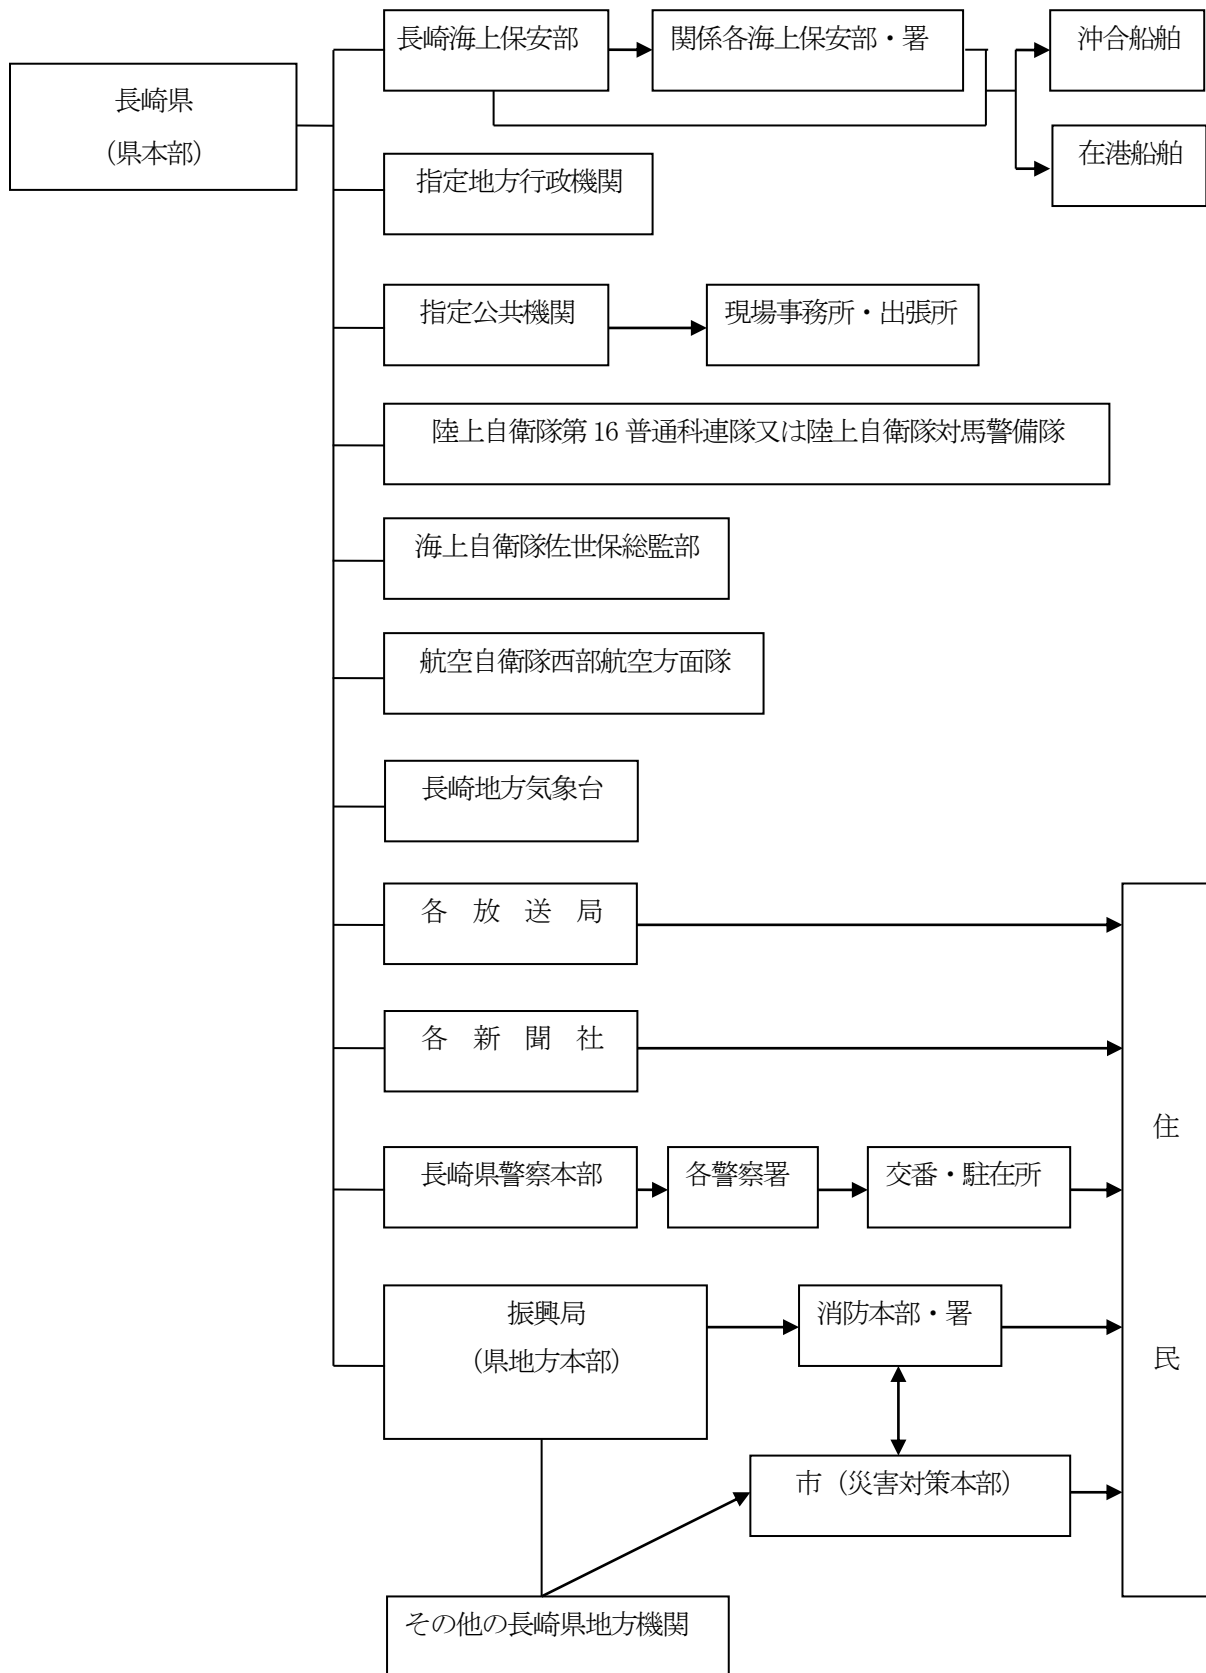 長崎県
（県本部）
長崎海上保安部
関係各海上保安部・署
沖合船舶
在港船舶
指定地方行政機関
指定公共機関
現場事務所・出張所
陸上自衛隊第 16 普通科連隊又は陸上自衛隊対馬警備隊
海上自衛隊佐世保総監部
航空自衛隊西部航空方面隊
長崎地方気象台
各　放　送　局
各　新　聞　社
長崎県警察本部
各警察署
交番・駐在所
振興局
（県地方本部）
消防本部・署
市（災害対策本部）
その他の長崎県地方機関
住
民